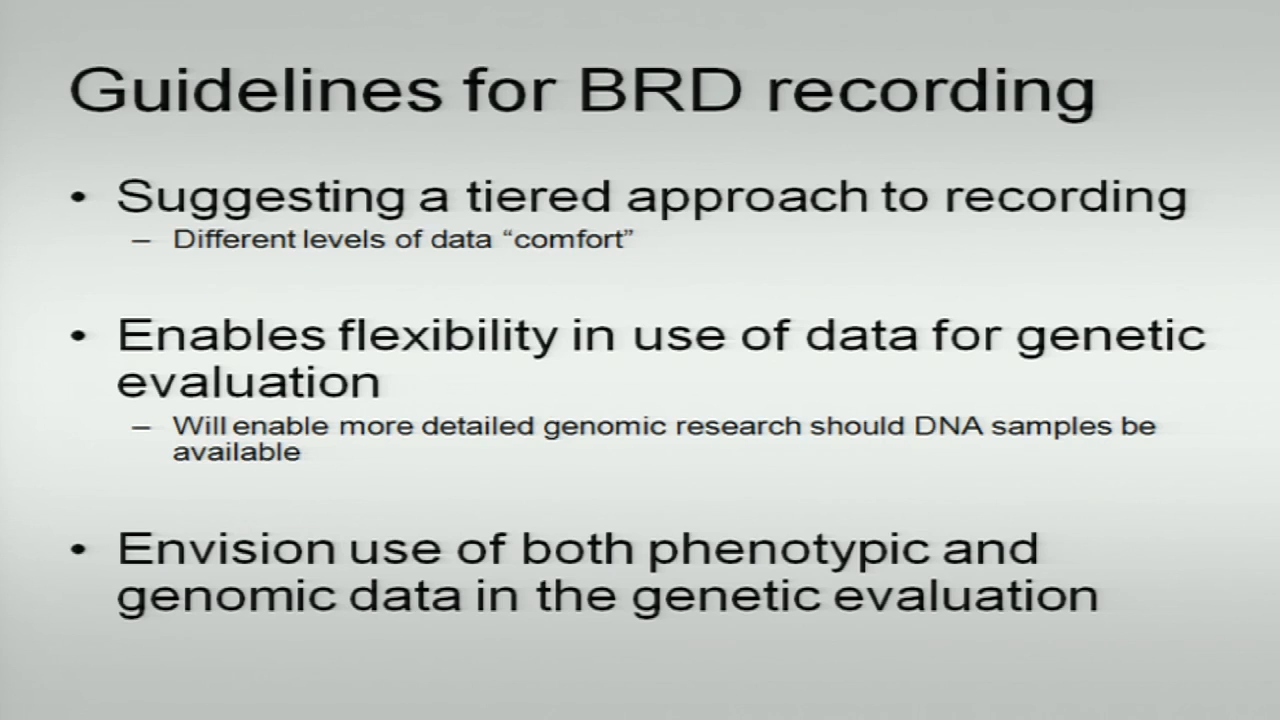 Guidelines for BRD recording
• Suggesting a tiered approach to recording
– Different levels of data “comfort”
• Enables flexibility in use of data for genetic
evaluation
– Will enable more detailed genomic research should DNA samples be
available
• Envision use of both phenotypic and
genomic data in the genetic evaluation